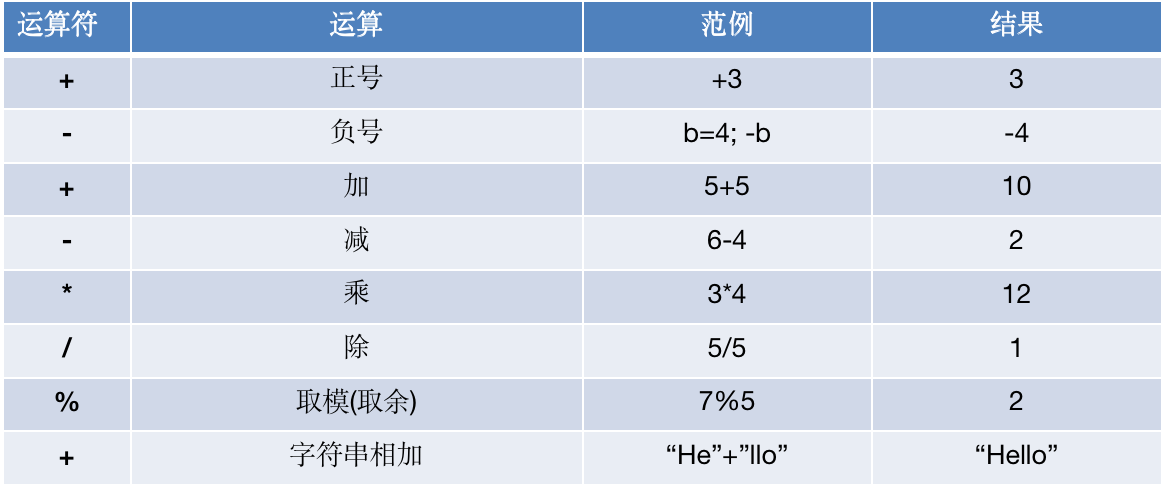 运算符 运算 范例 结果
+ 正号 +3 3
- 负号 b=4; -b -4
+ 加 5+5 10
- 减 6-4 2
* 乘 3*4 12
/ 除 5/5 1
% 取模(取余) 7%5 2
+ 字符串相加 “He”+”llo” “Hello”